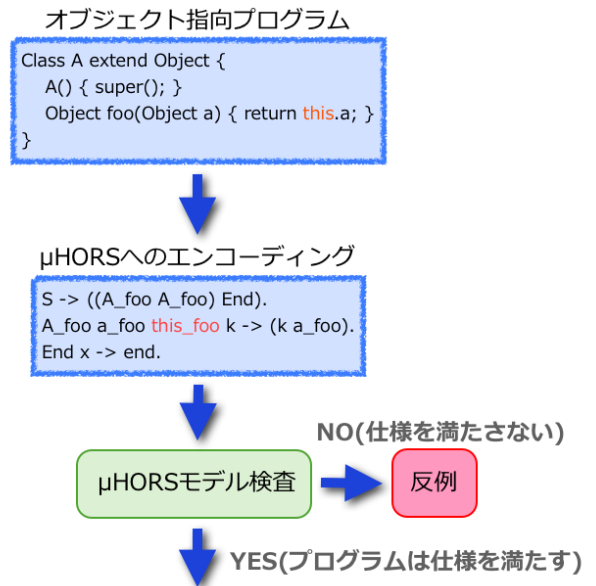 オブジェクト指向プログラム
Class A extend Object {
A() { super(); }
Object foo(Object a) { return this.a; }
}
μHORSへのエンコーディング
S -> ((A_foo A_foo) End).
A_foo a_foo this_foo k -> (k a_foo).
End x -> end.
NO(仕様を満たさない)
μHORSモデル検査
反例
YES(プログラムは仕様を満たす)